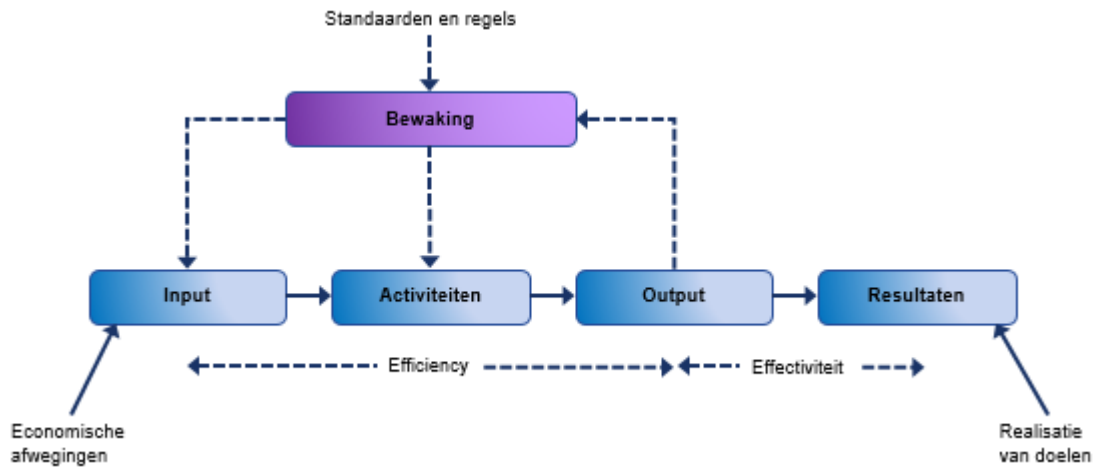 Standaarden en regels
Bewaking
Input
Activiteiten
Output
Resultaten
Efficiency
Effectiviteit
Economische
afwegingen
Realisatie
van doelen